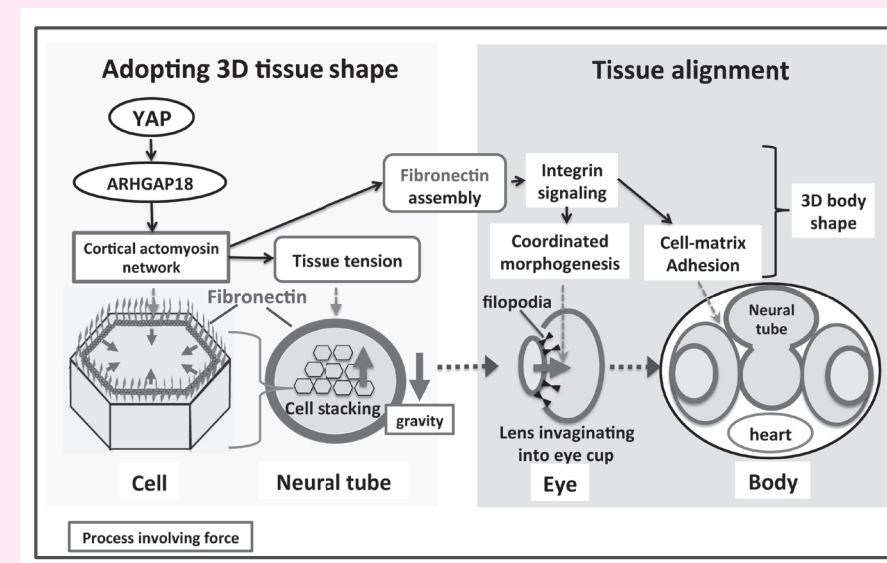 Adopting 3D tissue shape
Tissue alignment
YAP
ARHGAP18
Cortical actomyosin
network
Tissue tension
Fibronectin
assembly
Integrin
signaling
Coordinated
morphogenesis
Cell-matrix
Adhesion
3D body
shape
Fibronectin
filopodia
Cell stacking
gravity
Lens invaginating
into eye cup
Neural
tube
heart
Cell
Neural tube
Eye
Body
Process involving force